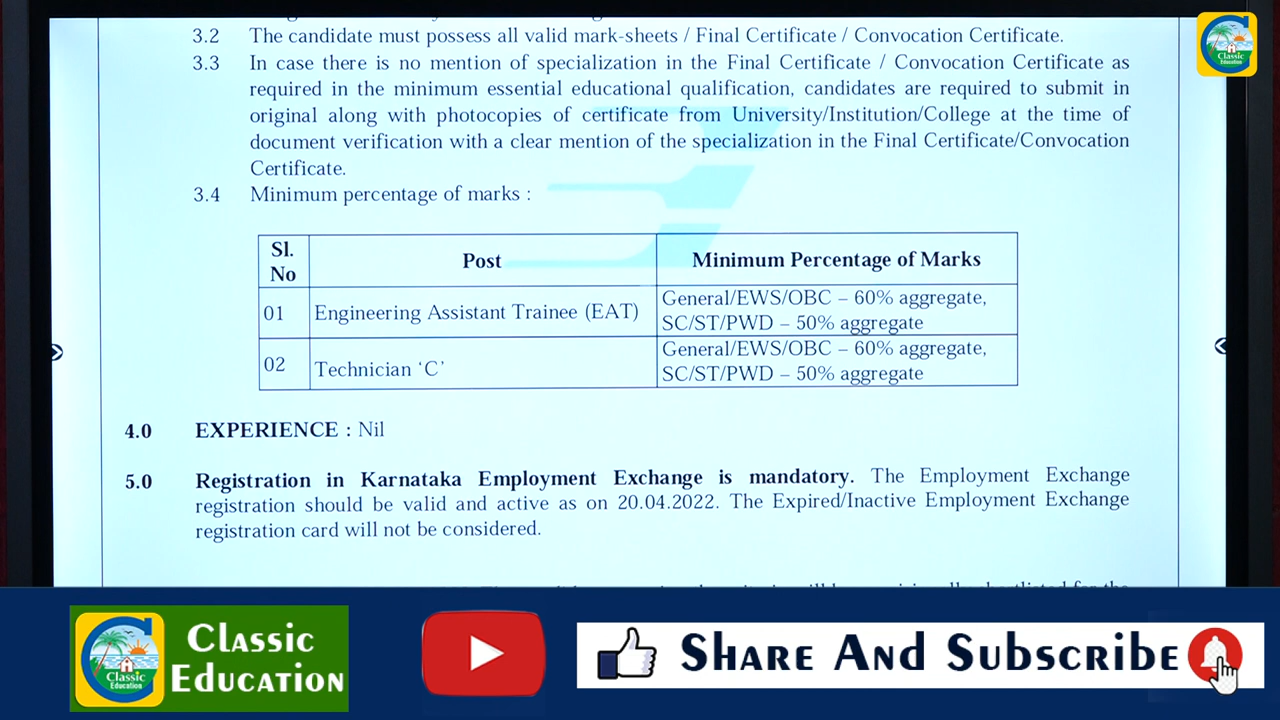 3.2 The candidate must possess all valid mark-sheets / Final Certificate / Convocation Certificate.
3.3 In case there is no mention of specialization in the Final Certificate / Convocation Certificate as
required in the minimum essential educational qualification, candidates are required to submit in
original along with photocopies of certificate from University/Institution/College at the time of
document verification with a clear mention of the specialization in the Final Certificate/Convocation
Certificate.
3.4 Minimum percentage of marks :
Sl. No Post Minimum Percentage of Marks
01 Engineering Assistant Trainee (EAT) General/EWS/OBC – 60% aggregate,
SC/ST/PWD – 50% aggregate
02 Technician ‘C’ General/EWS/OBC – 60% aggregate,
SC/ST/PWD – 50% aggregate
4.0 EXPERIENCE : Nil
5.0 Registration in Karnataka Employment Exchange is mandatory. The Employment Exchange
registration should be valid and active as on 20.04.2022. The Expired/Inactive Employment Exchange
registration card will not be considered.
Classic
Education
Classic
Education
Classic
Education
Share And Subscribe